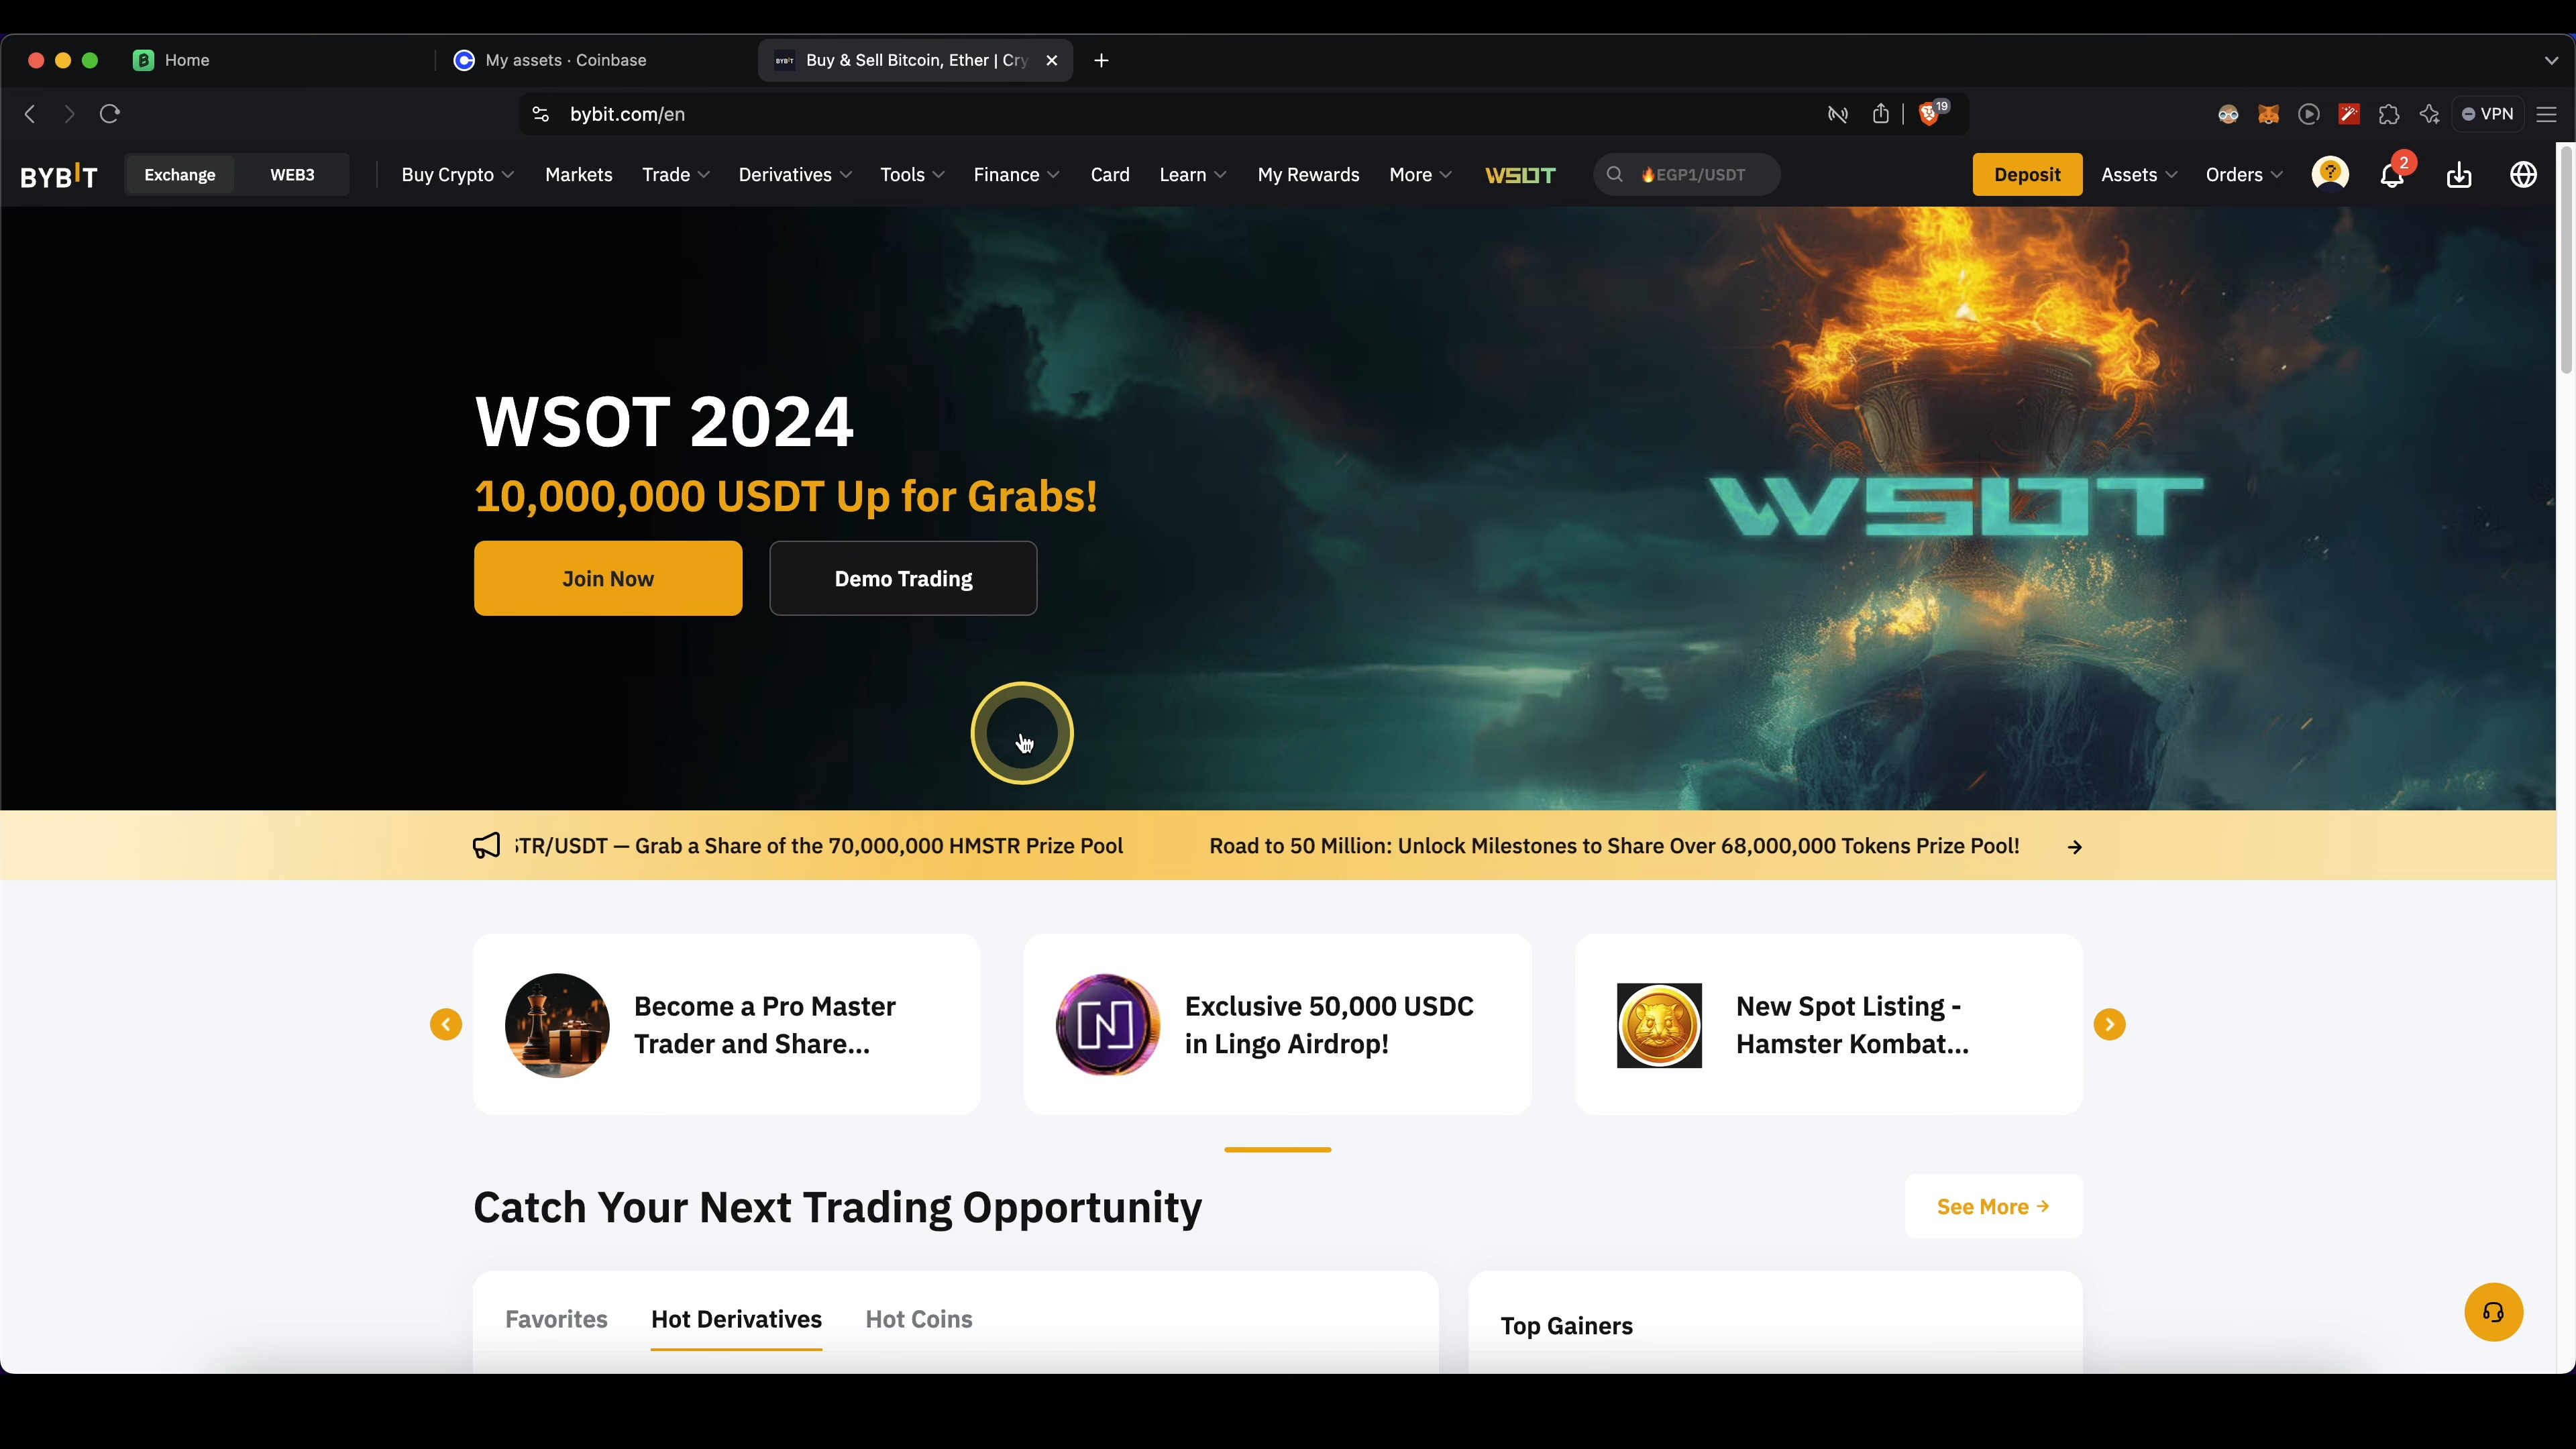 Home
My assets · Coinbase
BYBIT
Buy & Sell Bitcoin, Ether | Cry
bybit.com/en
19
VPN
BYBIT
Exchange
WEB3
Buy Crypto
Markets
Trade
Derivatives
Tools
Finance
Card
Learn
My Rewards
More
WSOT
EGP1/USDT
Deposit
Assets
Orders
2
WSOT 2024
10,000,000 USDT Up for Grabs!
Join Now
Demo Trading
WSOT
STR/USDT — Grab a Share of the 70,000,000 HMSTR Prize Pool
Road to 50 Million: Unlock Milestones to Share Over 68,000,000 Tokens Prize Pool!
Become a Pro Master
Trader and Share...
Exclusive 50,000 USDC
in Lingo Airdrop!
New Spot Listing -
Hamster Kombat...
Catch Your Next Trading Opportunity
See More
Favorites
Hot Derivatives
Hot Coins
Top Gainers